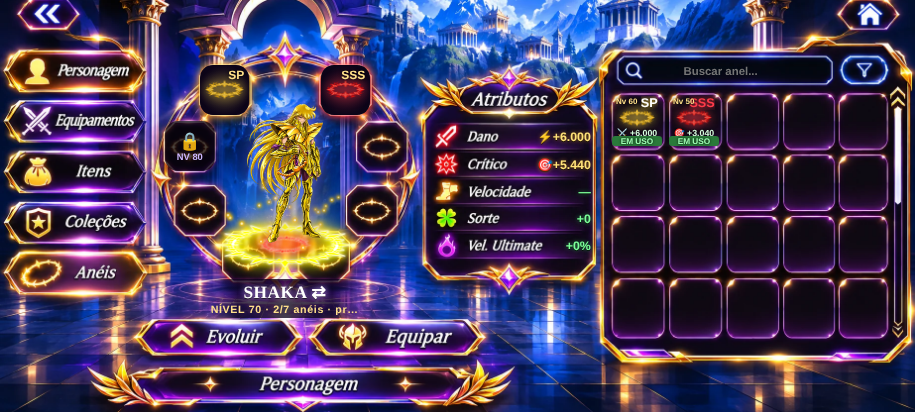 Personagem
Equipamentos
Itens
Coleções
Anéis
SP
SSS
NV 80
SHAKA ⇄
NÍVEL 70 · 2/7 anéis · pr...
Evoluir
Equipar
Personagem
Atributos
Dano ⚡+6.000
Crítico 🎯+5.440
Velocidade —
Sorte +0
Vel. Ultimate +0%
Buscar anel...
Nv 60 SP
⚔ +6.000
EM USO
Nv 50 SSS
🎯 +3.040
EM USO